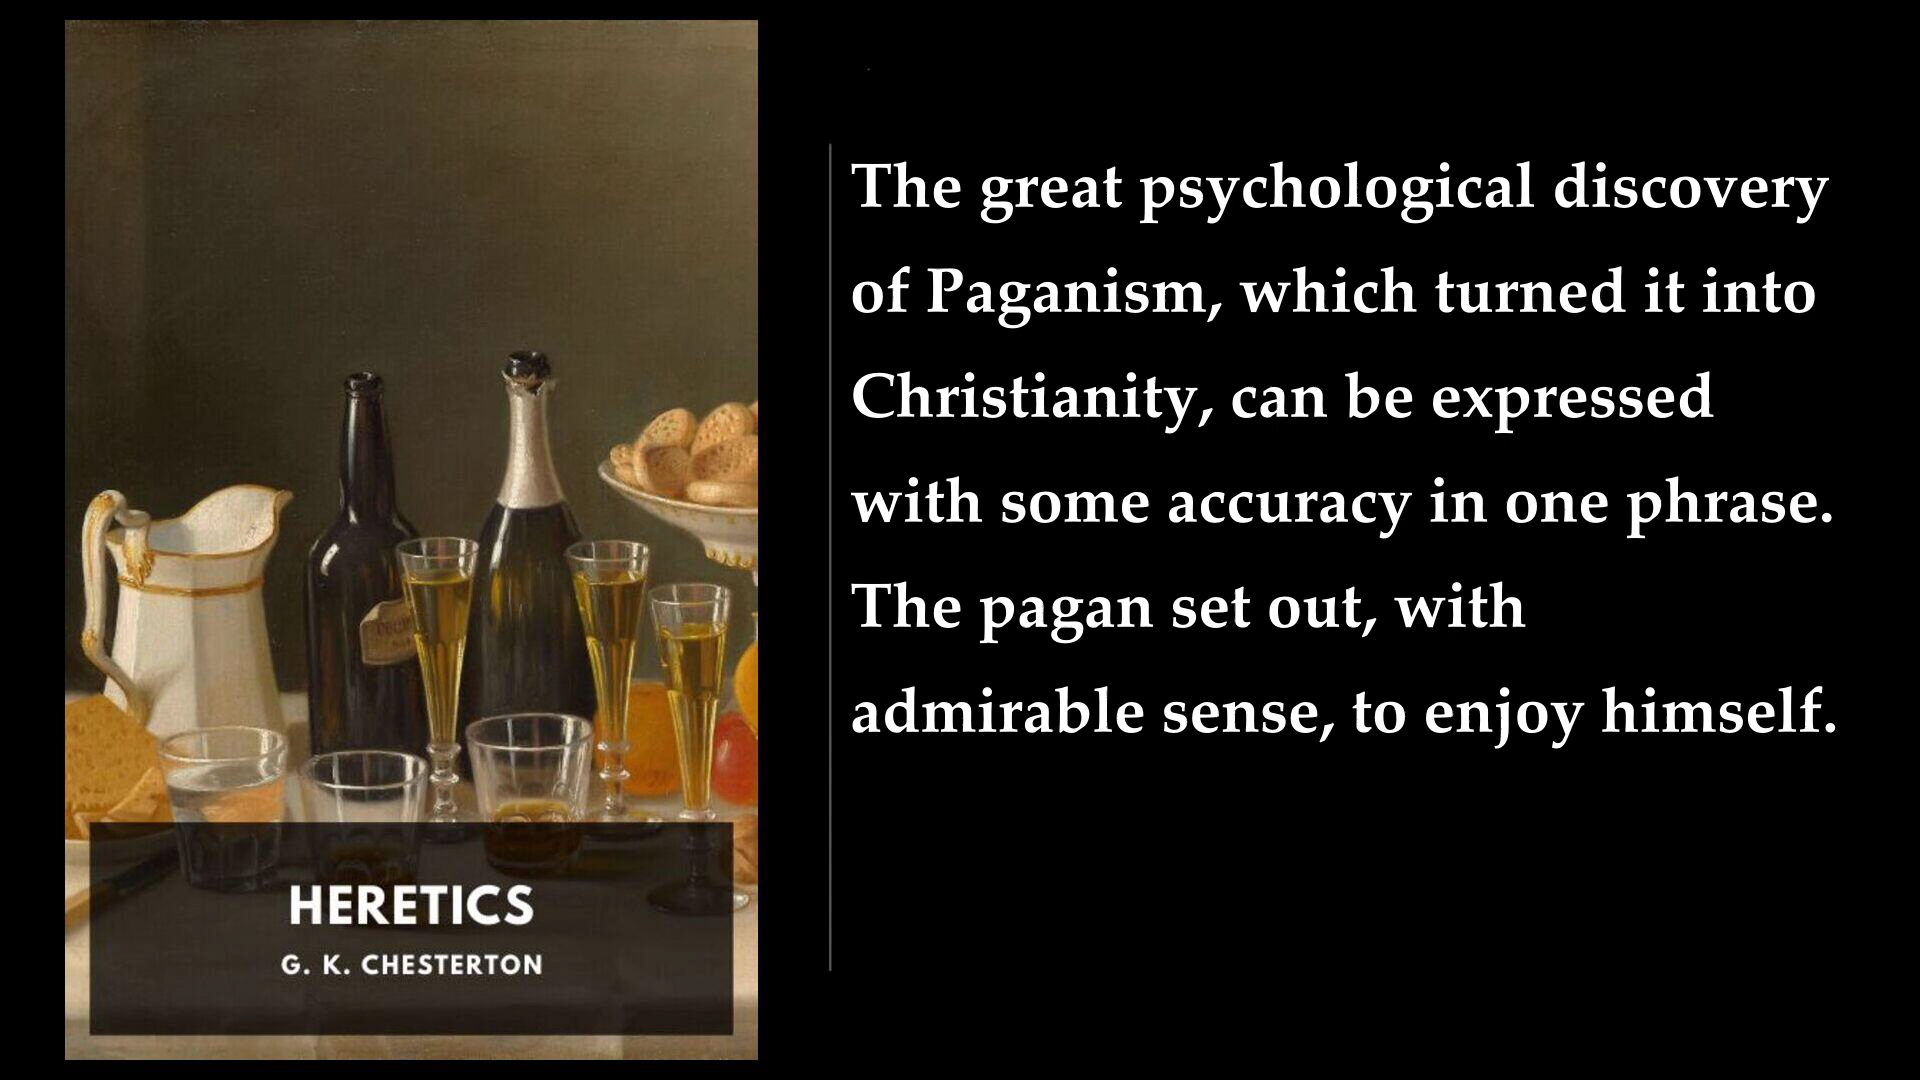 The great psychological discovery
of Paganism, which turned it into
Christianity, can be expressed
with some accuracy in one phrase.
The pagan set out, with
admirable sense, to enjoy himself.
HERETICS
G. K. CHESTERTON